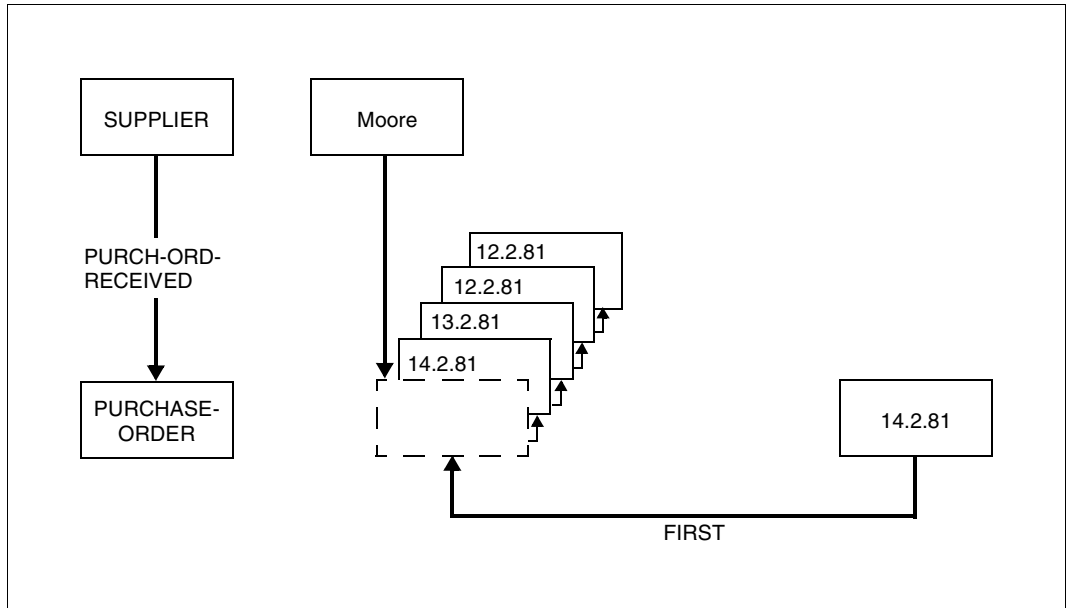 SUPPLIER
Moore
PURCH-ORD-
RECEIVED
12.2.81
12.2.81
13.2.81
14.2.81
PURCHASE-
ORDER
14.2.81
FIRST